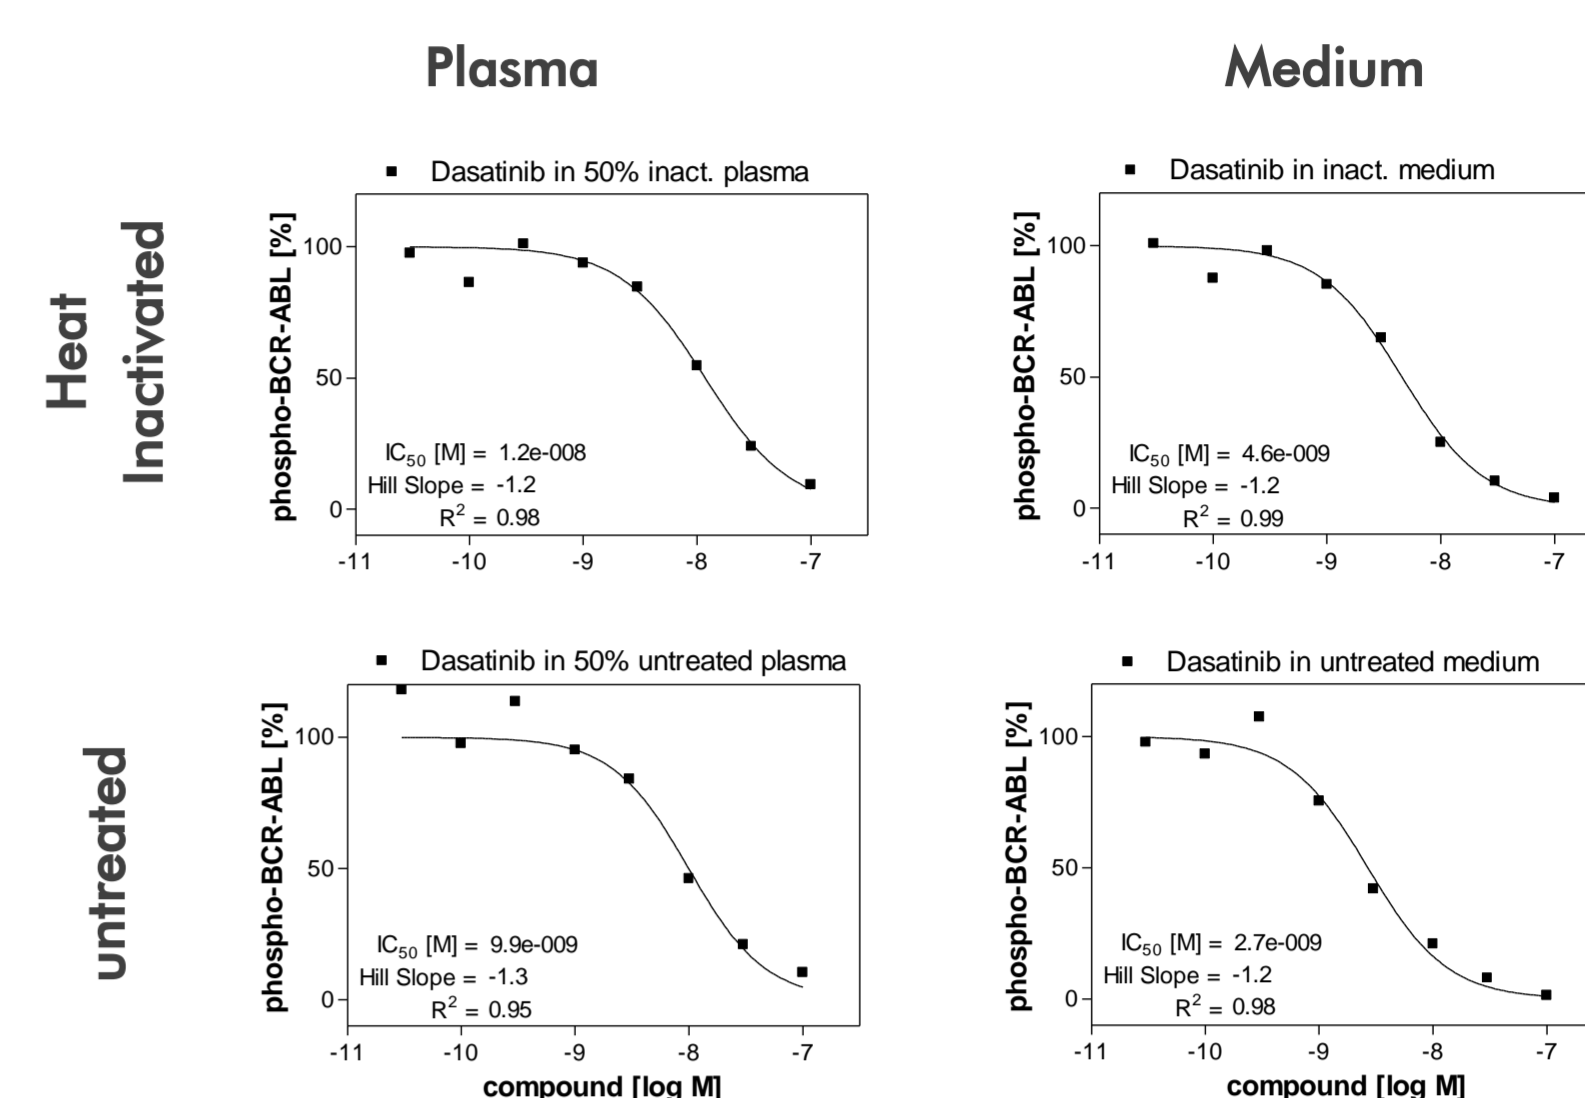 Plasma
Medium
Heat
Inactivated
Dasatinib in 50% inact. plasma
phospho-BCR-ABL [%]
100
50
0
IC50 [M] = 1.2e-008
Hill Slope = -1.2
R2 = 0.98
-11 -10 -9 -8 -7
Dasatinib in inact. medium
phospho-BCR-ABL [%]
100
50
0
IC50 [M] = 4.6e-009
Hill Slope = -1.2
R2 = 0.99
-11 -10 -9 -8 -7
untreated
Dasatinib in 50% untreated plasma
phospho-BCR-ABL [%]
100
50
0
IC50 [M] = 9.9e-009
Hill Slope = -1.3
R2 = 0.95
-11 -10 -9 -8 -7
compound [log M]
Dasatinib in untreated medium
phospho-BCR-ABL [%]
100
50
0
IC50 [M] = 2.7e-009
Hill Slope = -1.2
R2 = 0.98
-11 -10 -9 -8 -7
compound [log M]